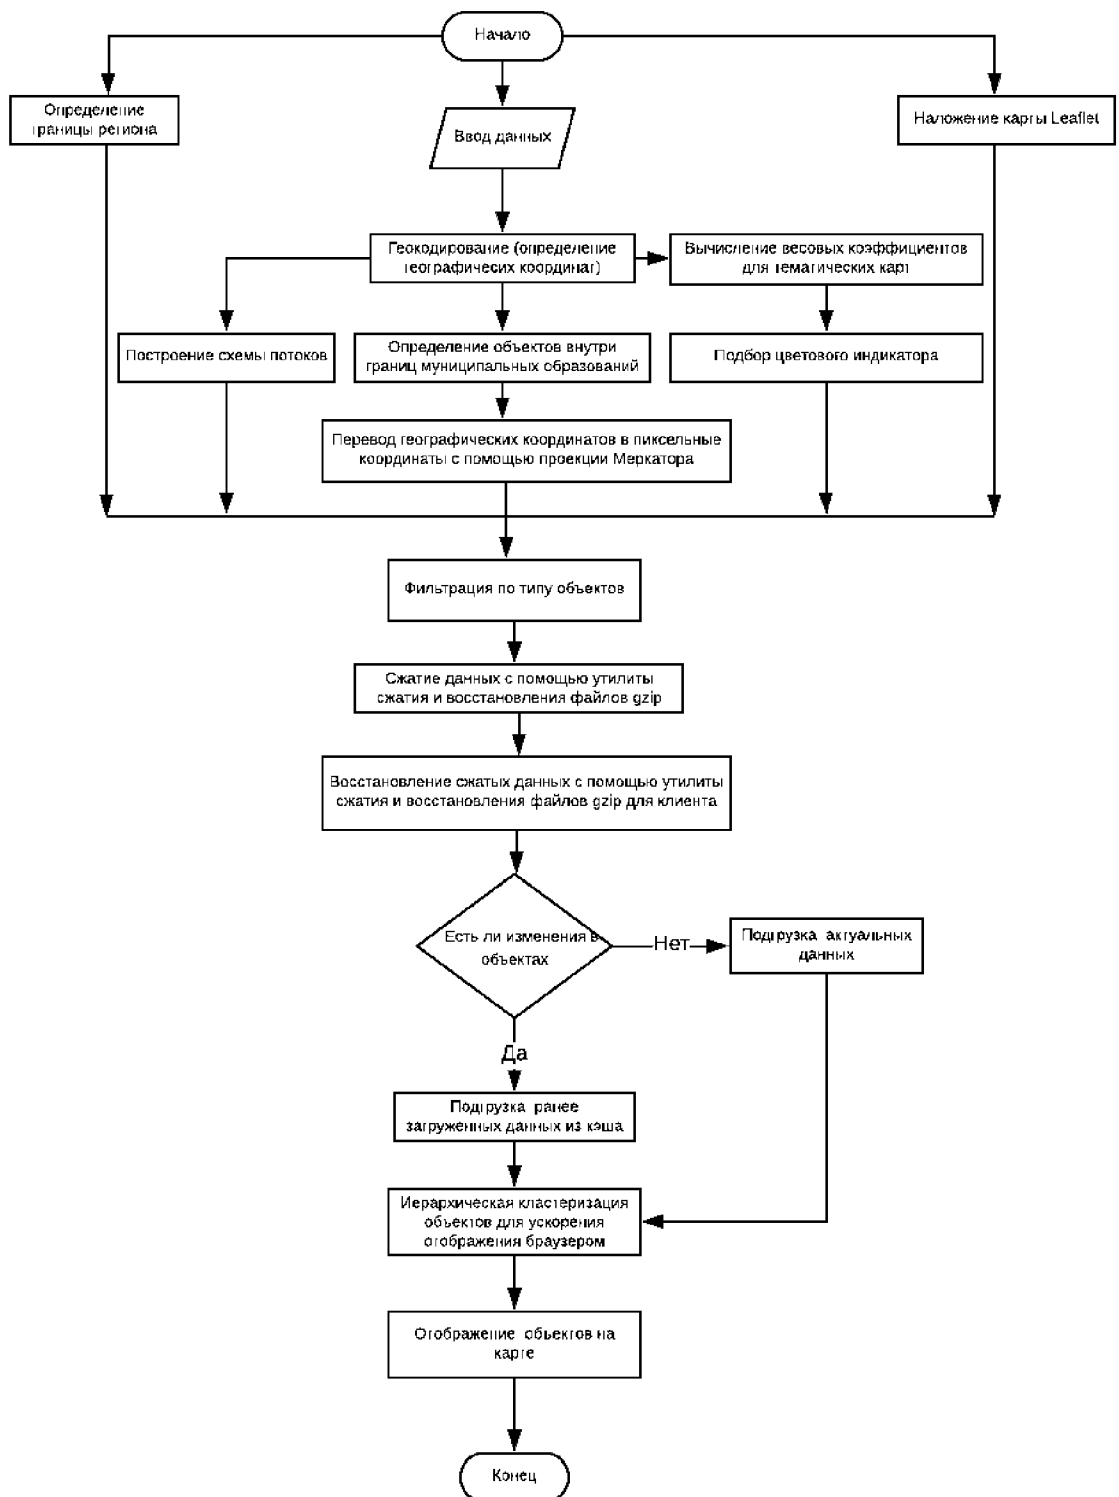 Начало
Определение
границы региона
Ввод данных
Наложение карты Leaflet
Геокодирование (определение
географичесих координат)
Вычисление весовых коэффициентов
для тематических карт
Построение схемы потоков
Определение объектов внутри
границ муниципальных образований
Подбор цветового индикатора
Перевод географических координатов в пиксельные
координаты с помощью проекции Меркатора
Фильтрация по типу объектов
Сжатие данных с помощью утилиты
сжатия и восстановления файлов gzip
Восстановление сжатых данных с помощью утилиты
сжатия и восстановления файлов gzip для клиента
Есть ли изменения в
объектах
Нет
Подгрузка актуальных
данных
Да
Подгрузка ранее
загруженных данных из кэша
Иерархическая кластеризация
объектов для ускорения
отображения браузером
Отображение объектов на
карте
Конец